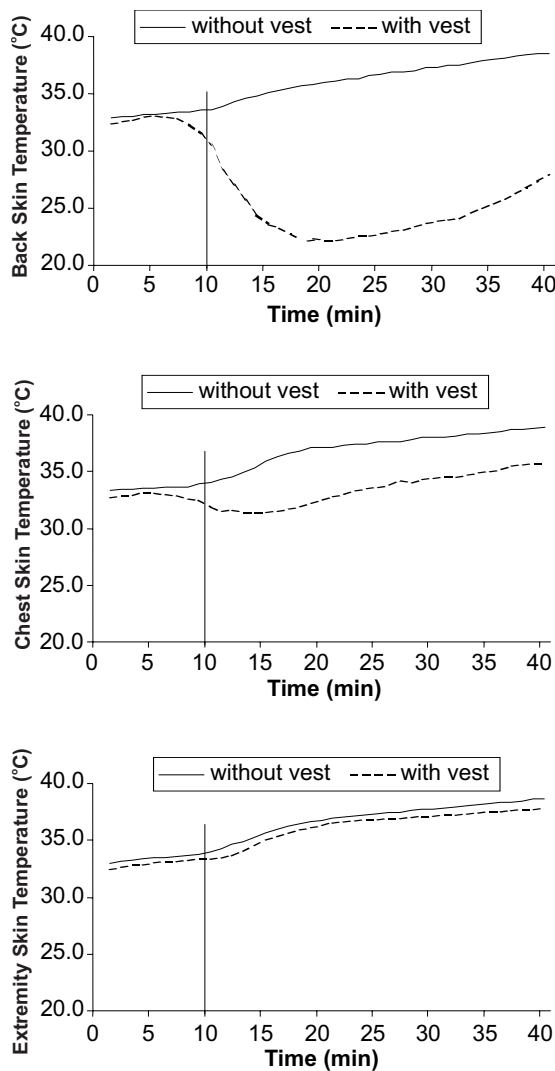 without vest with vest
40.0
35.0
30.0
25.0
20.0
Back Skin Temperature (°C)
0 5 10 15 20 25 30 35 40
Time (min)
without vest with vest
40.0
35.0
30.0
25.0
20.0
Chest Skin Temperature (°C)
0 5 10 15 20 25 30 35 40
Time (min)
without vest with vest
40.0
35.0
30.0
25.0
20.0
Extremity Skin Temperature (°C)
0 5 10 15 20 25 30 35 40
Time (min)